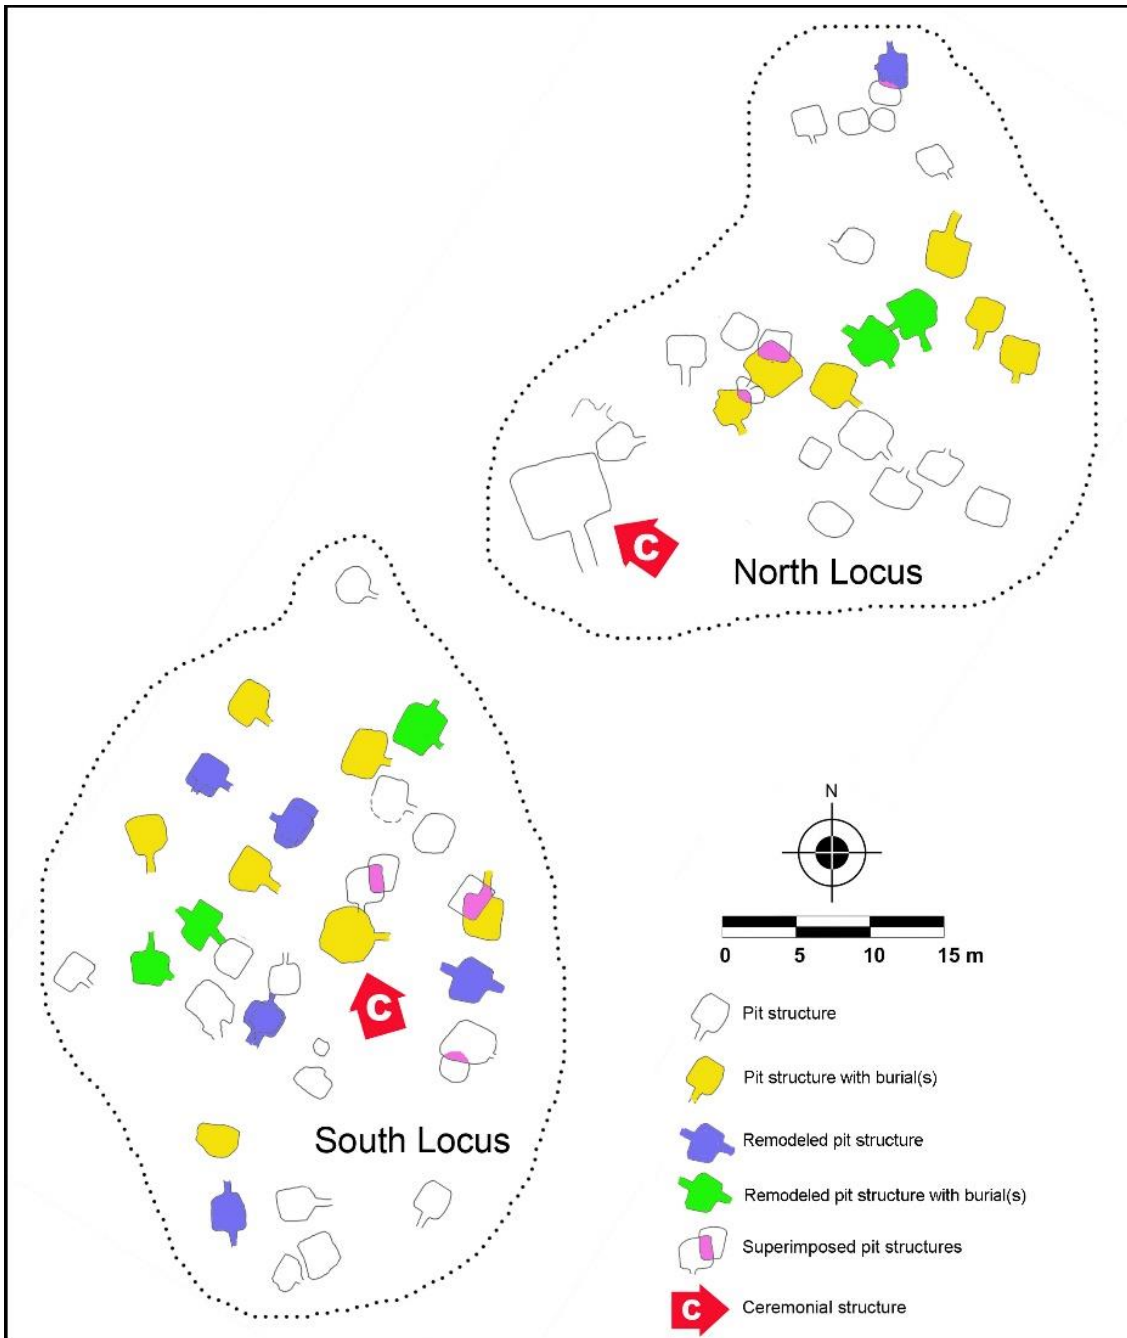 C
North Locus
C
South Locus
N
0 5 10 15 m
Pit structure
Pit structure with burial(s)
Remodeled pit structure
Remodeled pit structure with burial(s)
Superimposed pit structures
C Ceremonial structure